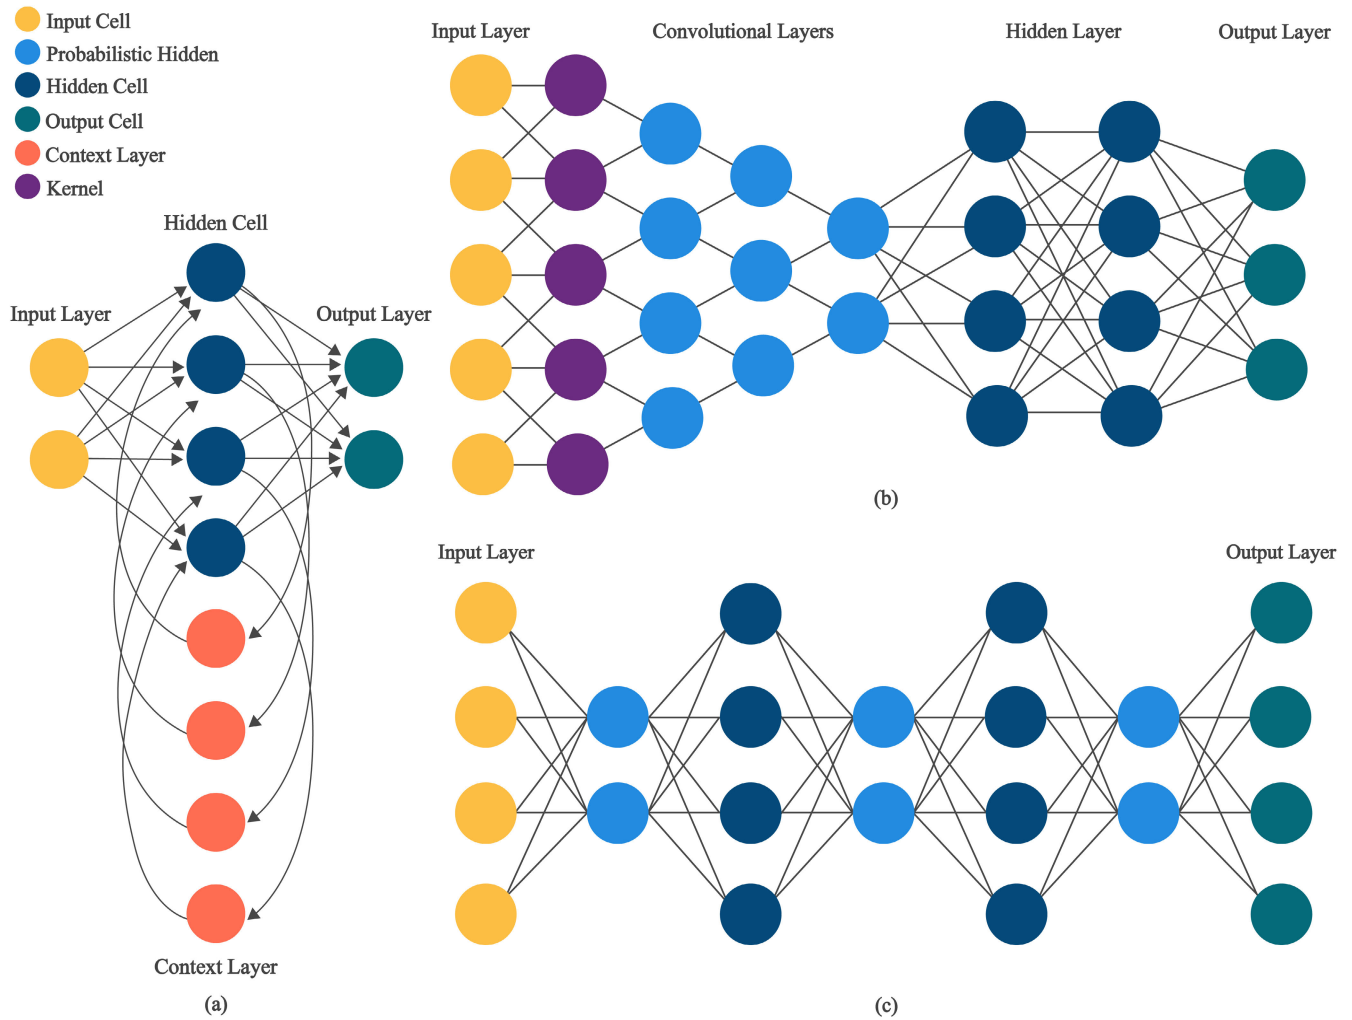 Input Cell
Probabilistic Hidden
Hidden Cell
Output Cell
Context Layer
Kernel
Hidden Cell
Input Layer
Output Layer
Context Layer
(a)
Input Layer
Convolutional Layers
Hidden Layer
Output Layer
(b)
Input Layer
Output Layer
(c)